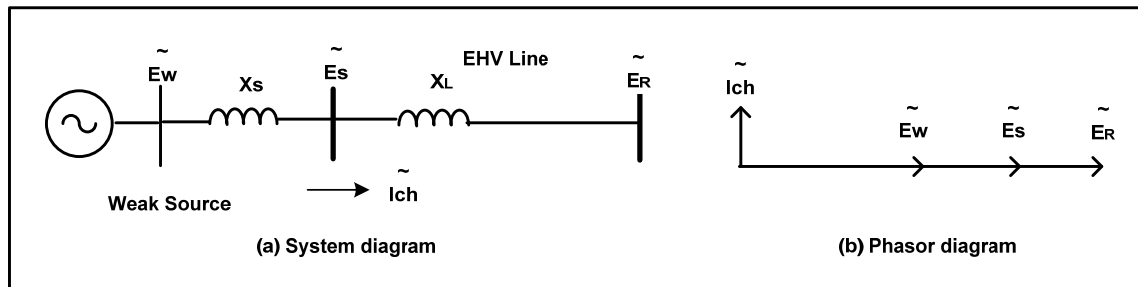 ~ ~ EHV Line ~
Ew Xs Es XL ER
Weak Source
~
Ich
(a) System diagram
~
Ich
~ ~ ~
Ew Es ER
(b) Phasor diagram